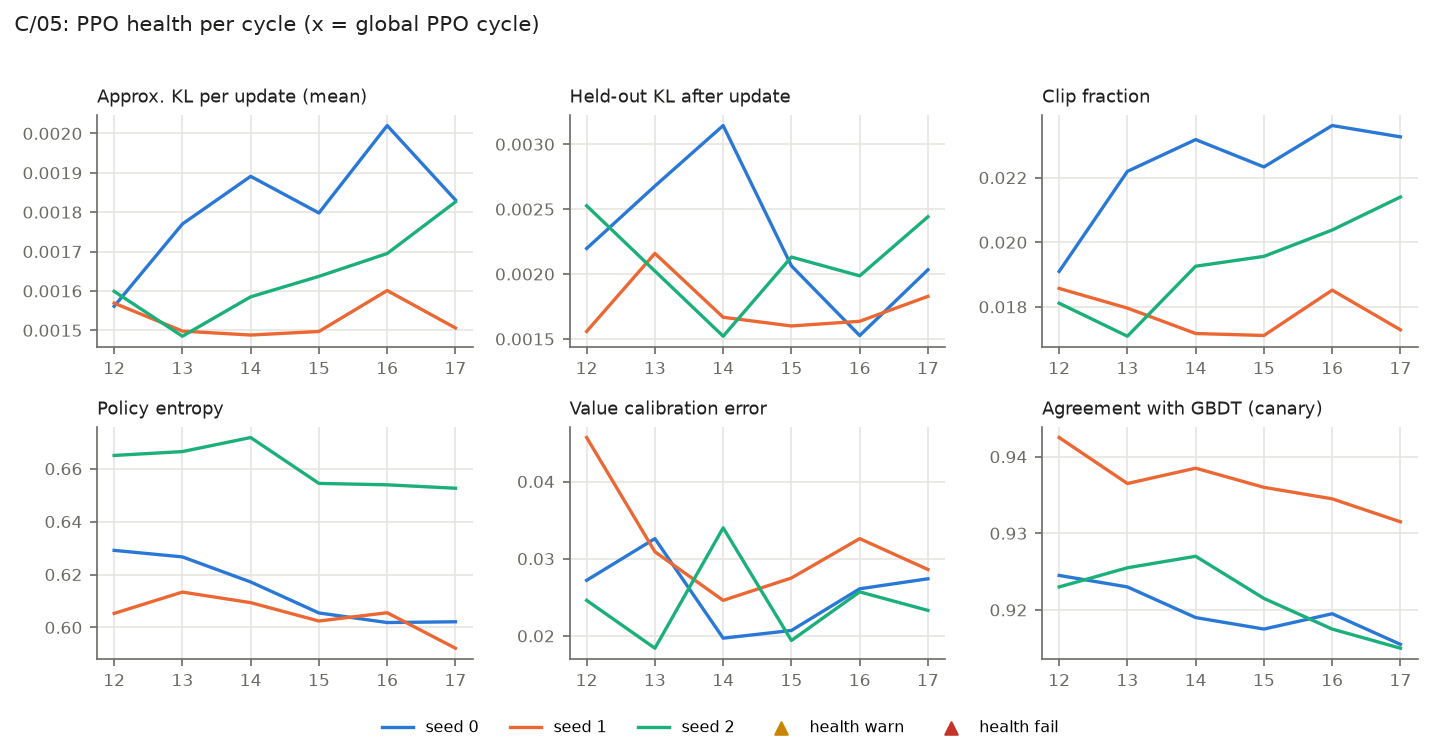 C/05: PPO health per cycle (x = global PPO cycle)
Approx. KL per update (mean)
0.0020
0.0019
0.0018
0.0017
0.0016
0.0015
12 13 14 15 16 17
Held-out KL after update
0.0030
0.0025
0.0020
0.0015
12 13 14 15 16 17
Clip fraction
0.022
0.020
0.018
12 13 14 15 16 17
Policy entropy
0.66
0.64
0.62
0.60
12 13 14 15 16 17
Value calibration error
0.04
0.03
0.02
12 13 14 15 16 17
Agreement with GBDT (canary)
0.94
0.93
0.92
12 13 14 15 16 17
seed 0 seed 1 seed 2 health warn health fail